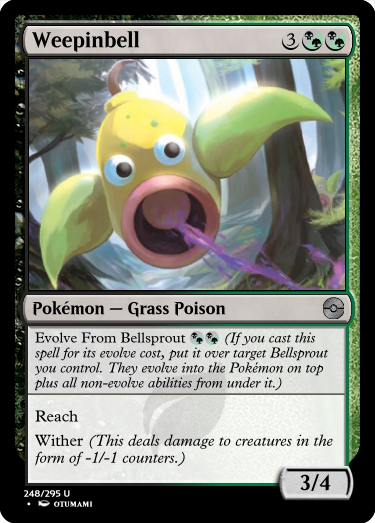 Weepinbell 3
Pokémon — Grass Poison
Evolve From Bellsprout (If you cast this
spell for its evolve cost, put it over target Bellsprout
you control. They evolve into the Pokémon on top
plus all non-evolve abilities from under it.)
Reach
Wither (This deals damage to creatures in the
form of -1/-1 counters.)
3/4
248/295 U
• OTUMAMI